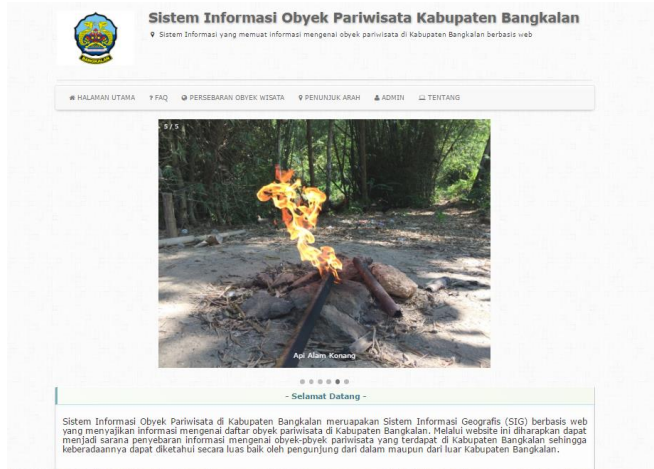 Sistem Informasi Obyek Pariwisata Kabupaten Bangkalan
Sistem Informasi yang memuat informasi mengenai obyek pariwisata di Kabupaten Bangkalan berbasis web
BANGKALAN
HALAMAN UTAMA ? FAQ PERSEBARAN OBYEK WISATA PENUNJUK ARAH ADMIN TENTANG
5 / 5
Api Alam Konang
- Selamat Datang -
Sistem Informasi Obyek Pariwisata di Kabupaten Bangkalan meruapakan Sistem Informasi Geografis (SIG) berbasis web
yang menyajikan informasi mengenai daftar obyek pariwisata di Kabupaten Bangkalan. Melalui website ini diharapkan dapat
menjadi sarana penyebaran informasi mengenai obyek-pbyek pariwisata yang terdapat di Kabupaten Bangkalan sehingga
keberadaannya dapat diketahui secara luas baik oleh pengunjung dari dalam maupun dari luar Kabupaten Bangkalan.